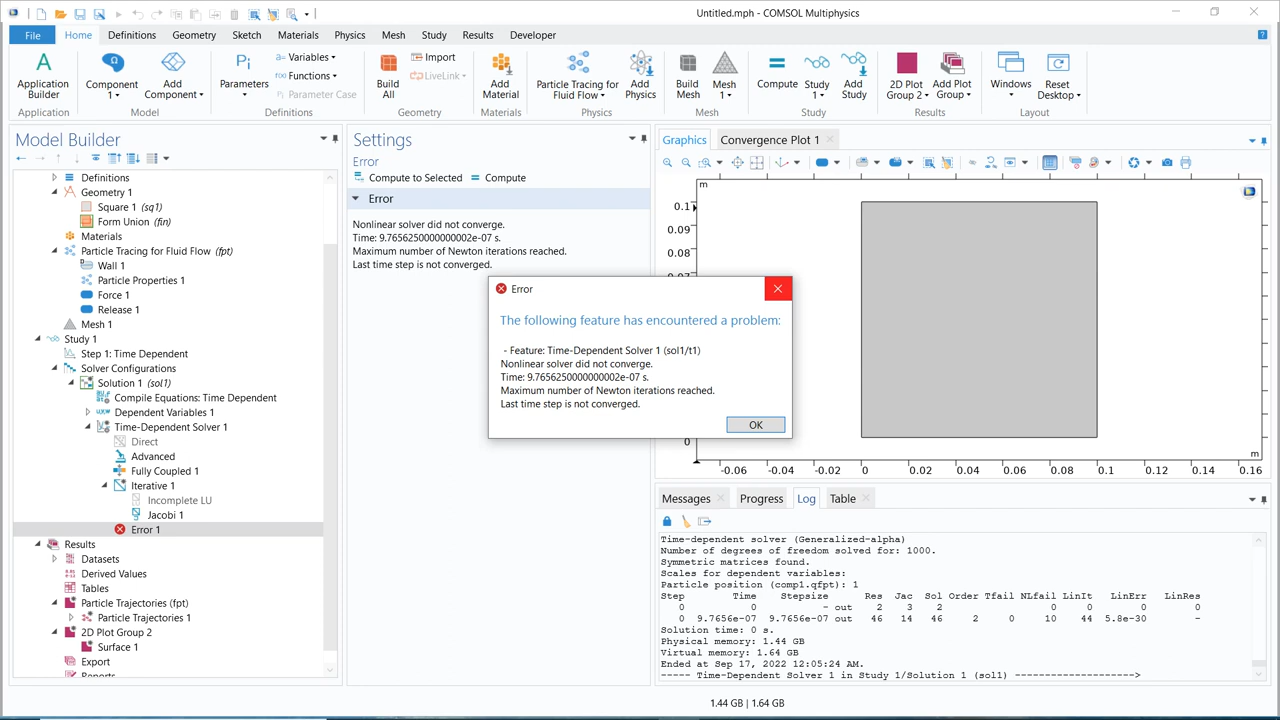 Untitled.mph - COMSOL Multiphysics
File Home Definitions Geometry Sketch Materials Physics Mesh Study Results Developer
Application Builder
Component 1
Add Component
Parameters
a= Variables
f(x) Functions
Pi Parameter Case
Build All
Import
LiveLink
Add Material
Particle Tracing for Fluid Flow
Add Physics
Build Mesh
Mesh 1
Compute
Study 1
Add Study
2D Plot Group 2
Add Plot Group
Windows
Reset Desktop
Application Model Definitions Geometry Materials Physics Mesh Study Results Layout
Model Builder
Definitions
Geometry 1
Square 1 (sq1)
Form Union (fin)
Materials
Particle Tracing for Fluid Flow (fpt)
Wall 1
Particle Properties 1
Force 1
Release 1
Mesh 1
Study 1
Step 1: Time Dependent
Solver Configurations
Solution 1 (sol1)
Compile Equations: Time Dependent
Dependent Variables 1
Time-Dependent Solver 1
Direct
Advanced
Fully Coupled 1
Iterative 1
Incomplete LU
Jacobi 1
Error 1
Results
Datasets
Derived Values
Tables
Particle Trajectories (fpt)
Particle Trajectories 1
2D Plot Group 2
Surface 1
Export
Reports
Settings
Error
Compute to Selected = Compute
Error
Nonlinear solver did not converge.
Time: 9.7656250000000002e-07 s.
Maximum number of Newton iterations reached.
Last time step is not converged.
Error
The following feature has encountered a problem:
- Feature: Time-Dependent Solver 1 (sol1/t1)
Nonlinear solver did not converge.
Time: 9.7656250000000002e-07 s.
Maximum number of Newton iterations reached.
Last time step is not converged.
OK
Graphics Convergence Plot 1
m
0.1
0.09
0.08
0.07
0
m
-0.06 -0.04 -0.02 0 0.02 0.04 0.06 0.08 0.1 0.12 0.14 0.16
Messages Progress Log Table
Time-dependent solver (Generalized-alpha)
Number of degrees of freedom solved for: 1000.
Symmetric matrices found.
Scales for dependent variables:
Particle position (comp1.qfpt): 1
Step Time Stepsize Res Jac Sol Order Tfail NLfail LinIt LinErr LinRes
0 0 - out 2 3 2 0 0 0 0
0 9.7656e-07 9.7656e-07 out 46 14 46 2 0 10 44 5.8e-30 -
Solution time: 0 s.
Physical memory: 1.44 GB
Virtual memory: 1.64 GB
Ended at Sep 17, 2022 12:05:24 AM.
----- Time-Dependent Solver 1 in Study 1/Solution 1 (sol1) -------------------->
1.44 GB | 1.64 GB